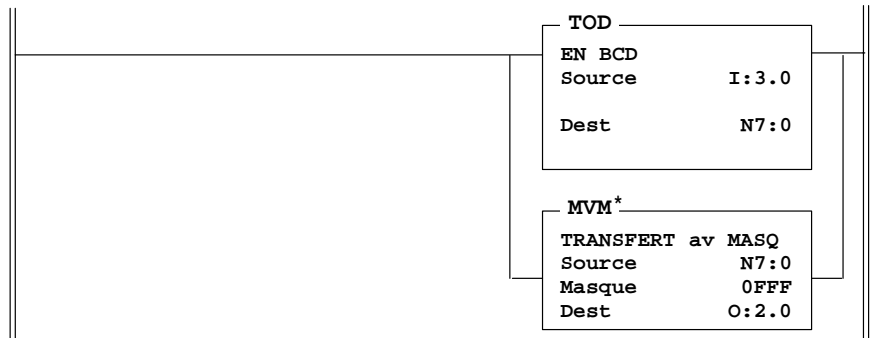 TOD
EN BCD
Source I:3.0
Dest N7:0
MVM*
TRANSFERT av MASQ
Source N7:0
Masque 0FFF
Dest O:2.0